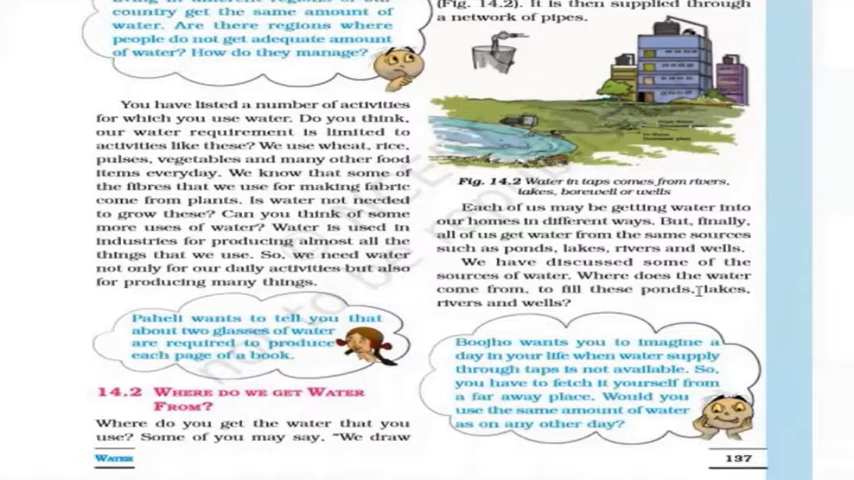 country get the same amount of
water. Are there regions where
people do not get adequate amount
of water? How do they manage?
You have listed a number of activities
for which you use water. Do you think,
our water requirement is limited to
activities like these? We use wheat, rice,
pulses, vegetables and many other food
items everyday. We know that some of
the fibres that we use for making fabric
come from plants. Is water not needed
to grow these? Can you think of some
more uses of water? Water is used in
industries for producing almost all the
things that we use. So, we need water
not only for our daily activities but also
for producing many things.
Paheli wants to tell you that
about two glasses of water
are required to produce
each page of a book.
14.2 WHERE DO WE GET WATER
FROM?
Where do you get the water that you
use? Some of you may say, "We draw
WATER
(Fig. 14.2). It is then supplied through
a network of pipes.
Fig. 14.2 Water in taps comes from rivers,
lakes, borewell or wells
Each of us may be getting water into
our homes in different ways. But, finally,
all of us get water from the same sources
such as ponds, lakes, rivers and wells.
We have discussed some of the
sources of water. Where does the water
come from, to fill these ponds, lakes,
rivers and wells?
Boojho wants you to imagine a
day in your life when water supply
through taps is not available. So,
you have to fetch it yourself from
a far away place. Would you
use the same amount of water
as on any other day?
137